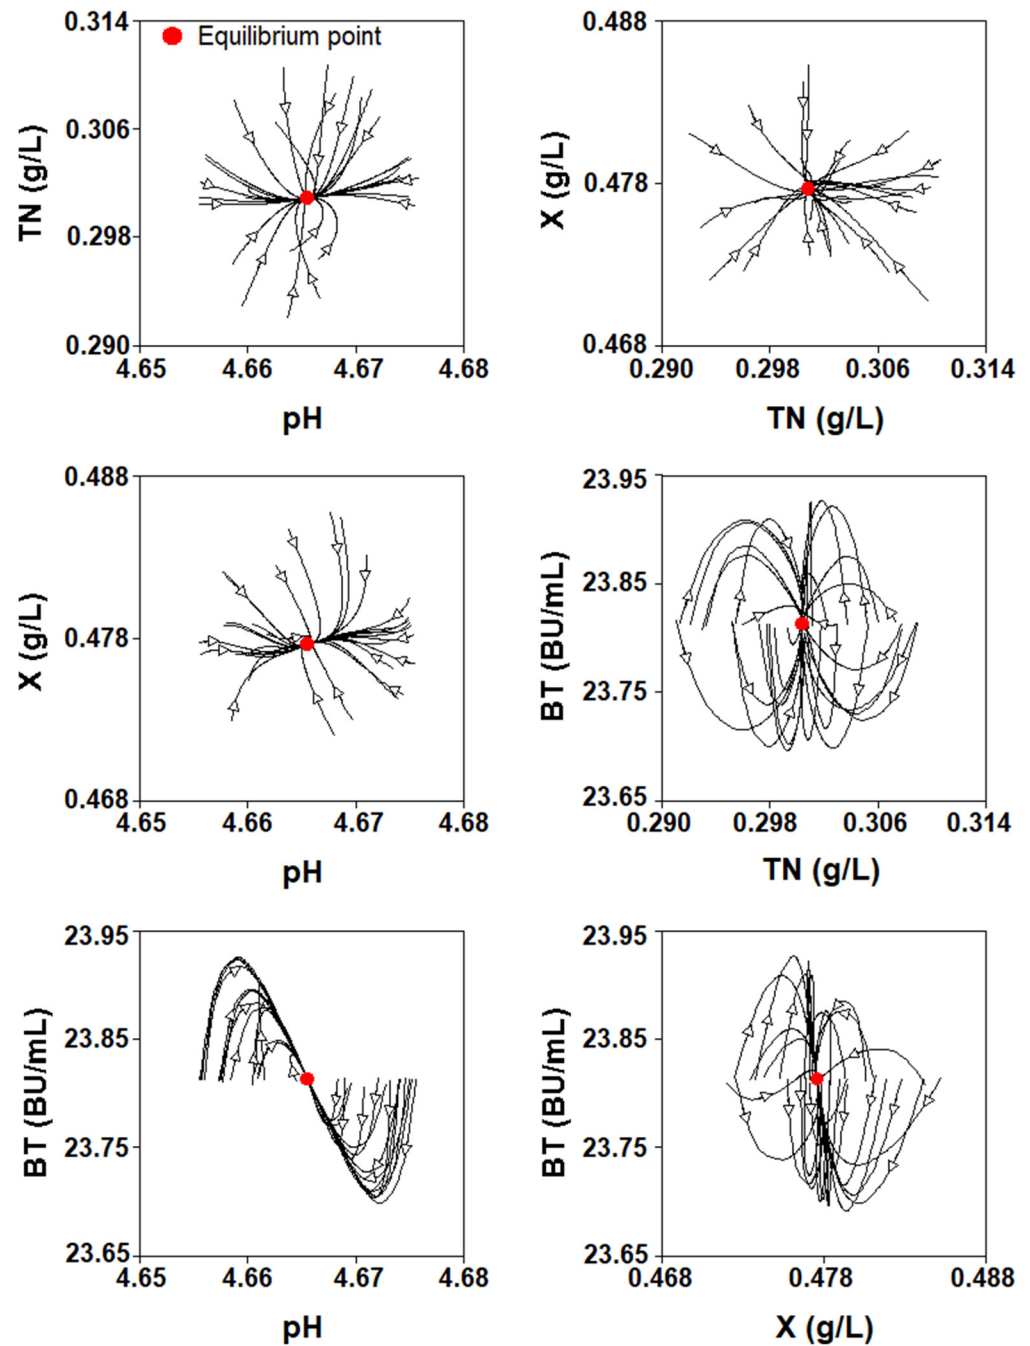 0.314
Equilibrium point
0.306
0.298
0.290
TN (g/L)
4.65 4.66 4.67 4.68
pH
0.488
0.478
0.468
X (g/L)
0.290 0.298 0.306 0.314
TN (g/L)
0.488
0.478
0.468
X (g/L)
4.65 4.66 4.67 4.68
pH
23.95
23.85
23.75
23.65
BT (BU/mL)
0.290 0.298 0.306 0.314
TN (g/L)
23.95
23.85
23.75
23.65
BT (BU/mL)
4.65 4.66 4.67 4.68
pH
23.95
23.85
23.75
23.65
BT (BU/mL)
0.468 0.478 0.488
X (g/L)